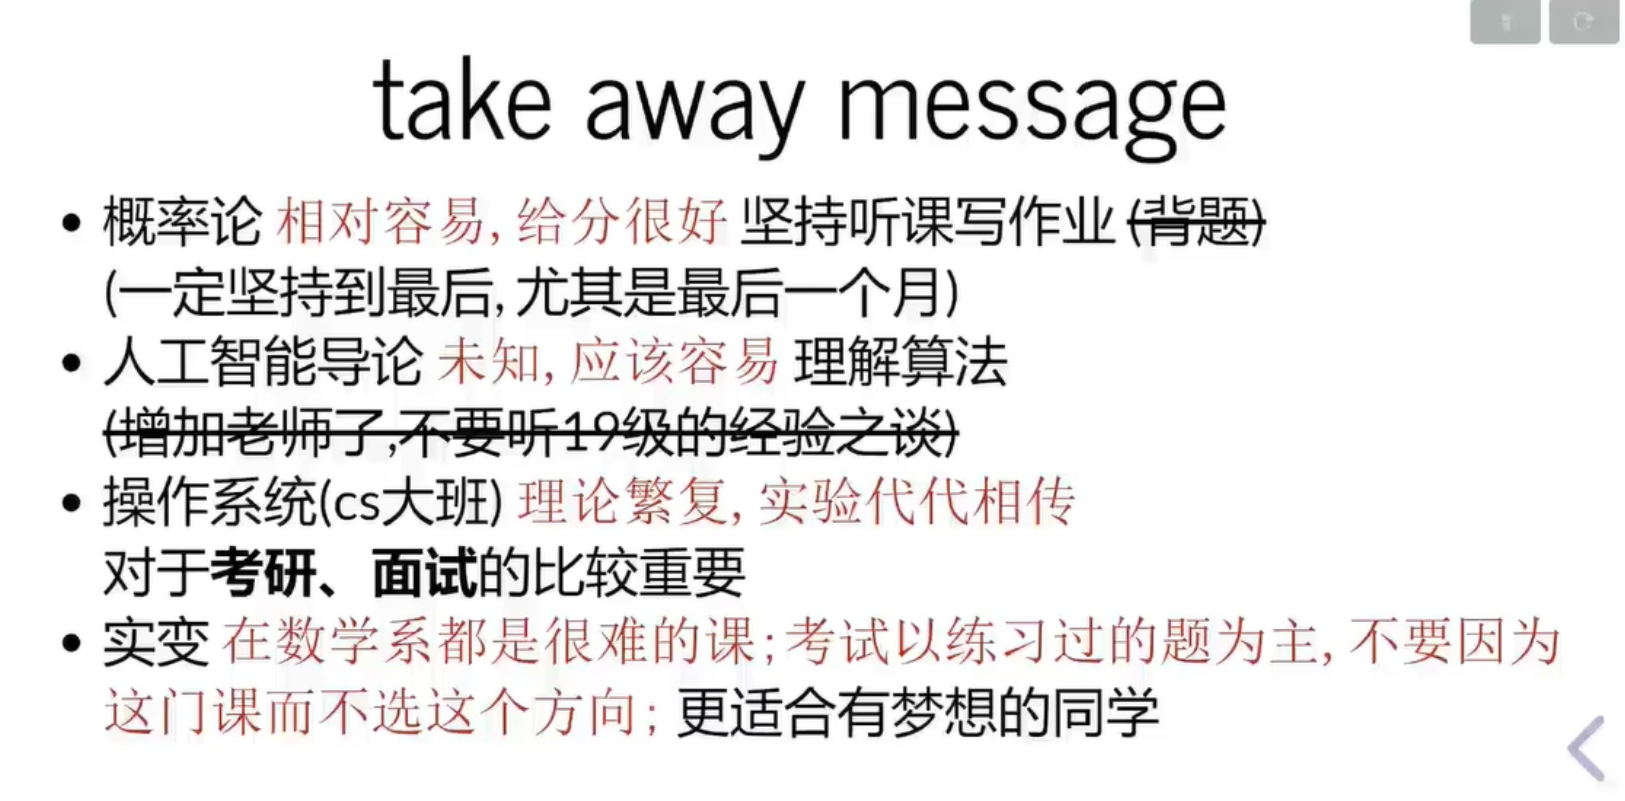 take away message
• 概率论 相对容易, 给分很好 坚持听课写作业 (背题)
(一定坚持到最后, 尤其是最后一个月)
• 人工智能导论 未知, 应该容易 理解算法
(增加老师了,不要听19级的经验之谈)
• 操作系统(cs大班) 理论繁复, 实验代代相传
对于考研、面试的比较重要
• 实变 在数学系都是很难的课; 考试以练习过的题为主, 不要因为
这门课而不选这个方向; 更适合有梦想的同学